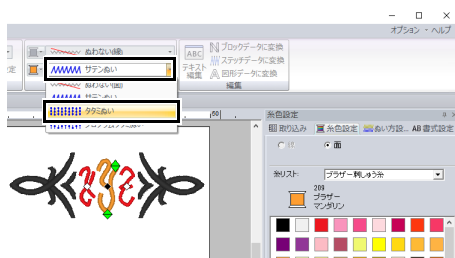 オプション ・ ヘルプ
ぬわない(線)
サテンぬい
ぬわない(面)
タタミぬい
定
ABC
テキスト
編集
ブロックデータに変換
ステッチデータに変換
図形データに変換
編集
60
糸色設定
取り込み 糸色設定 ぬい方設... AB 書式設定
線 面
糸リスト: ブラザー刺しゅう糸
209
ブラザー
マンダリン